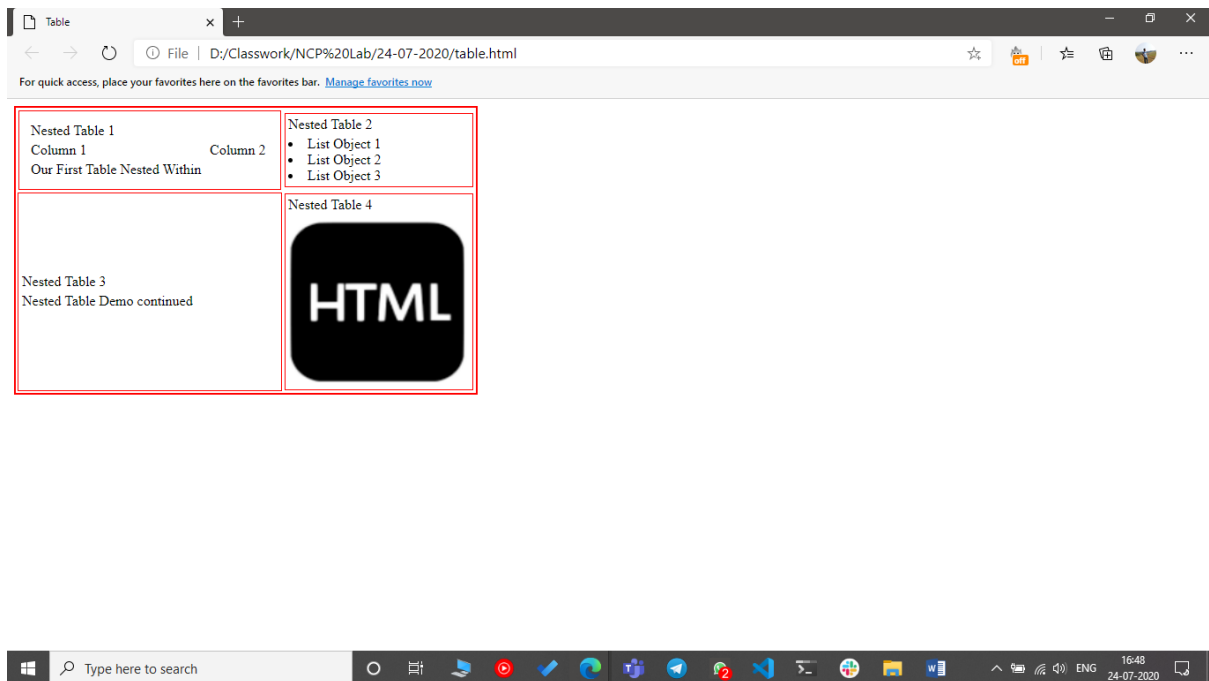 Table
File | D:/Classwork/NCP%20Lab/24-07-2020/table.html
off
For quick access, place your favorites here on the favorites bar. Manage favorites now
Nested Table 1
Column 1 Column 2
Our First Table Nested Within
Nested Table 2
• List Object 1
• List Object 2
• List Object 3
Nested Table 3
Nested Table Demo continued
Nested Table 4
HTML
Type here to search
2
ENG
16:48
24-07-2020